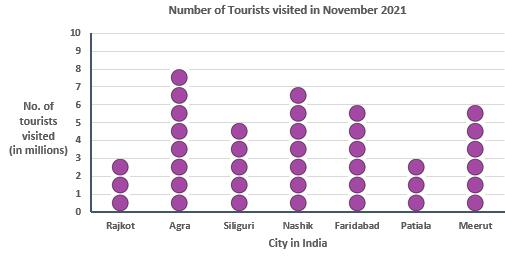 Number of Tourists visited in November 2021
10
9
8
7
6
5
4
3
2
1
0
No. of
tourists
visited
(in millions)
Rajkot Agra Siliguri Nashik Faridabad Patiala Meerut
City in India